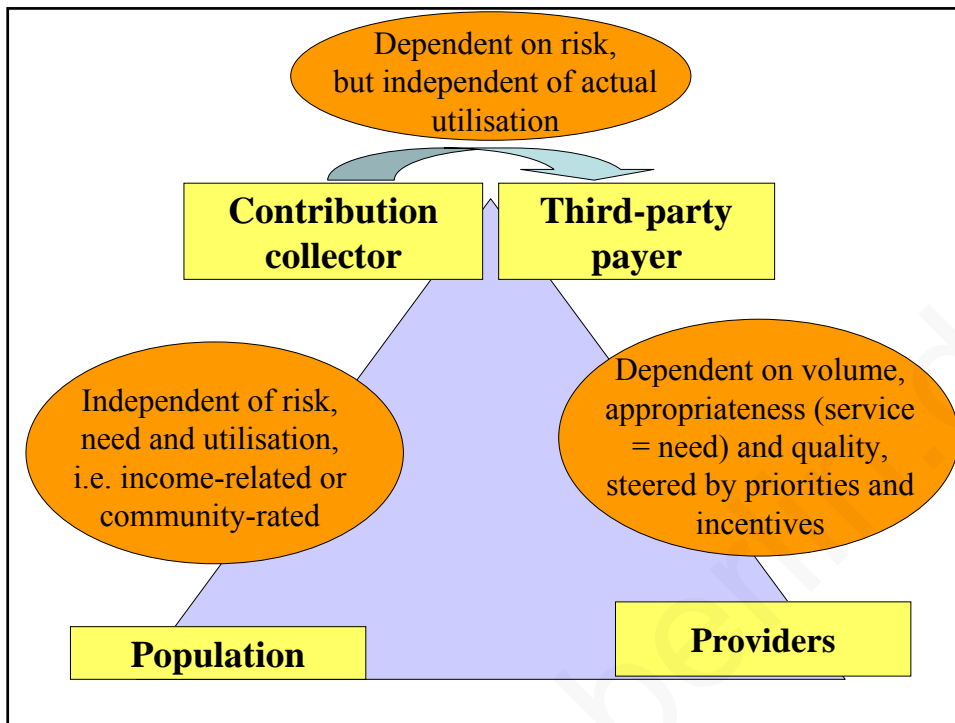 Dependent on risk,
but independent of actual
utilisation
Contribution
collector
Third-party
payer
Independent of risk,
need and utilisation,
i.e. income-related or
community-rated
Dependent on volume,
appropriateness (service
= need) and quality,
steered by priorities and
incentives
Population
Providers